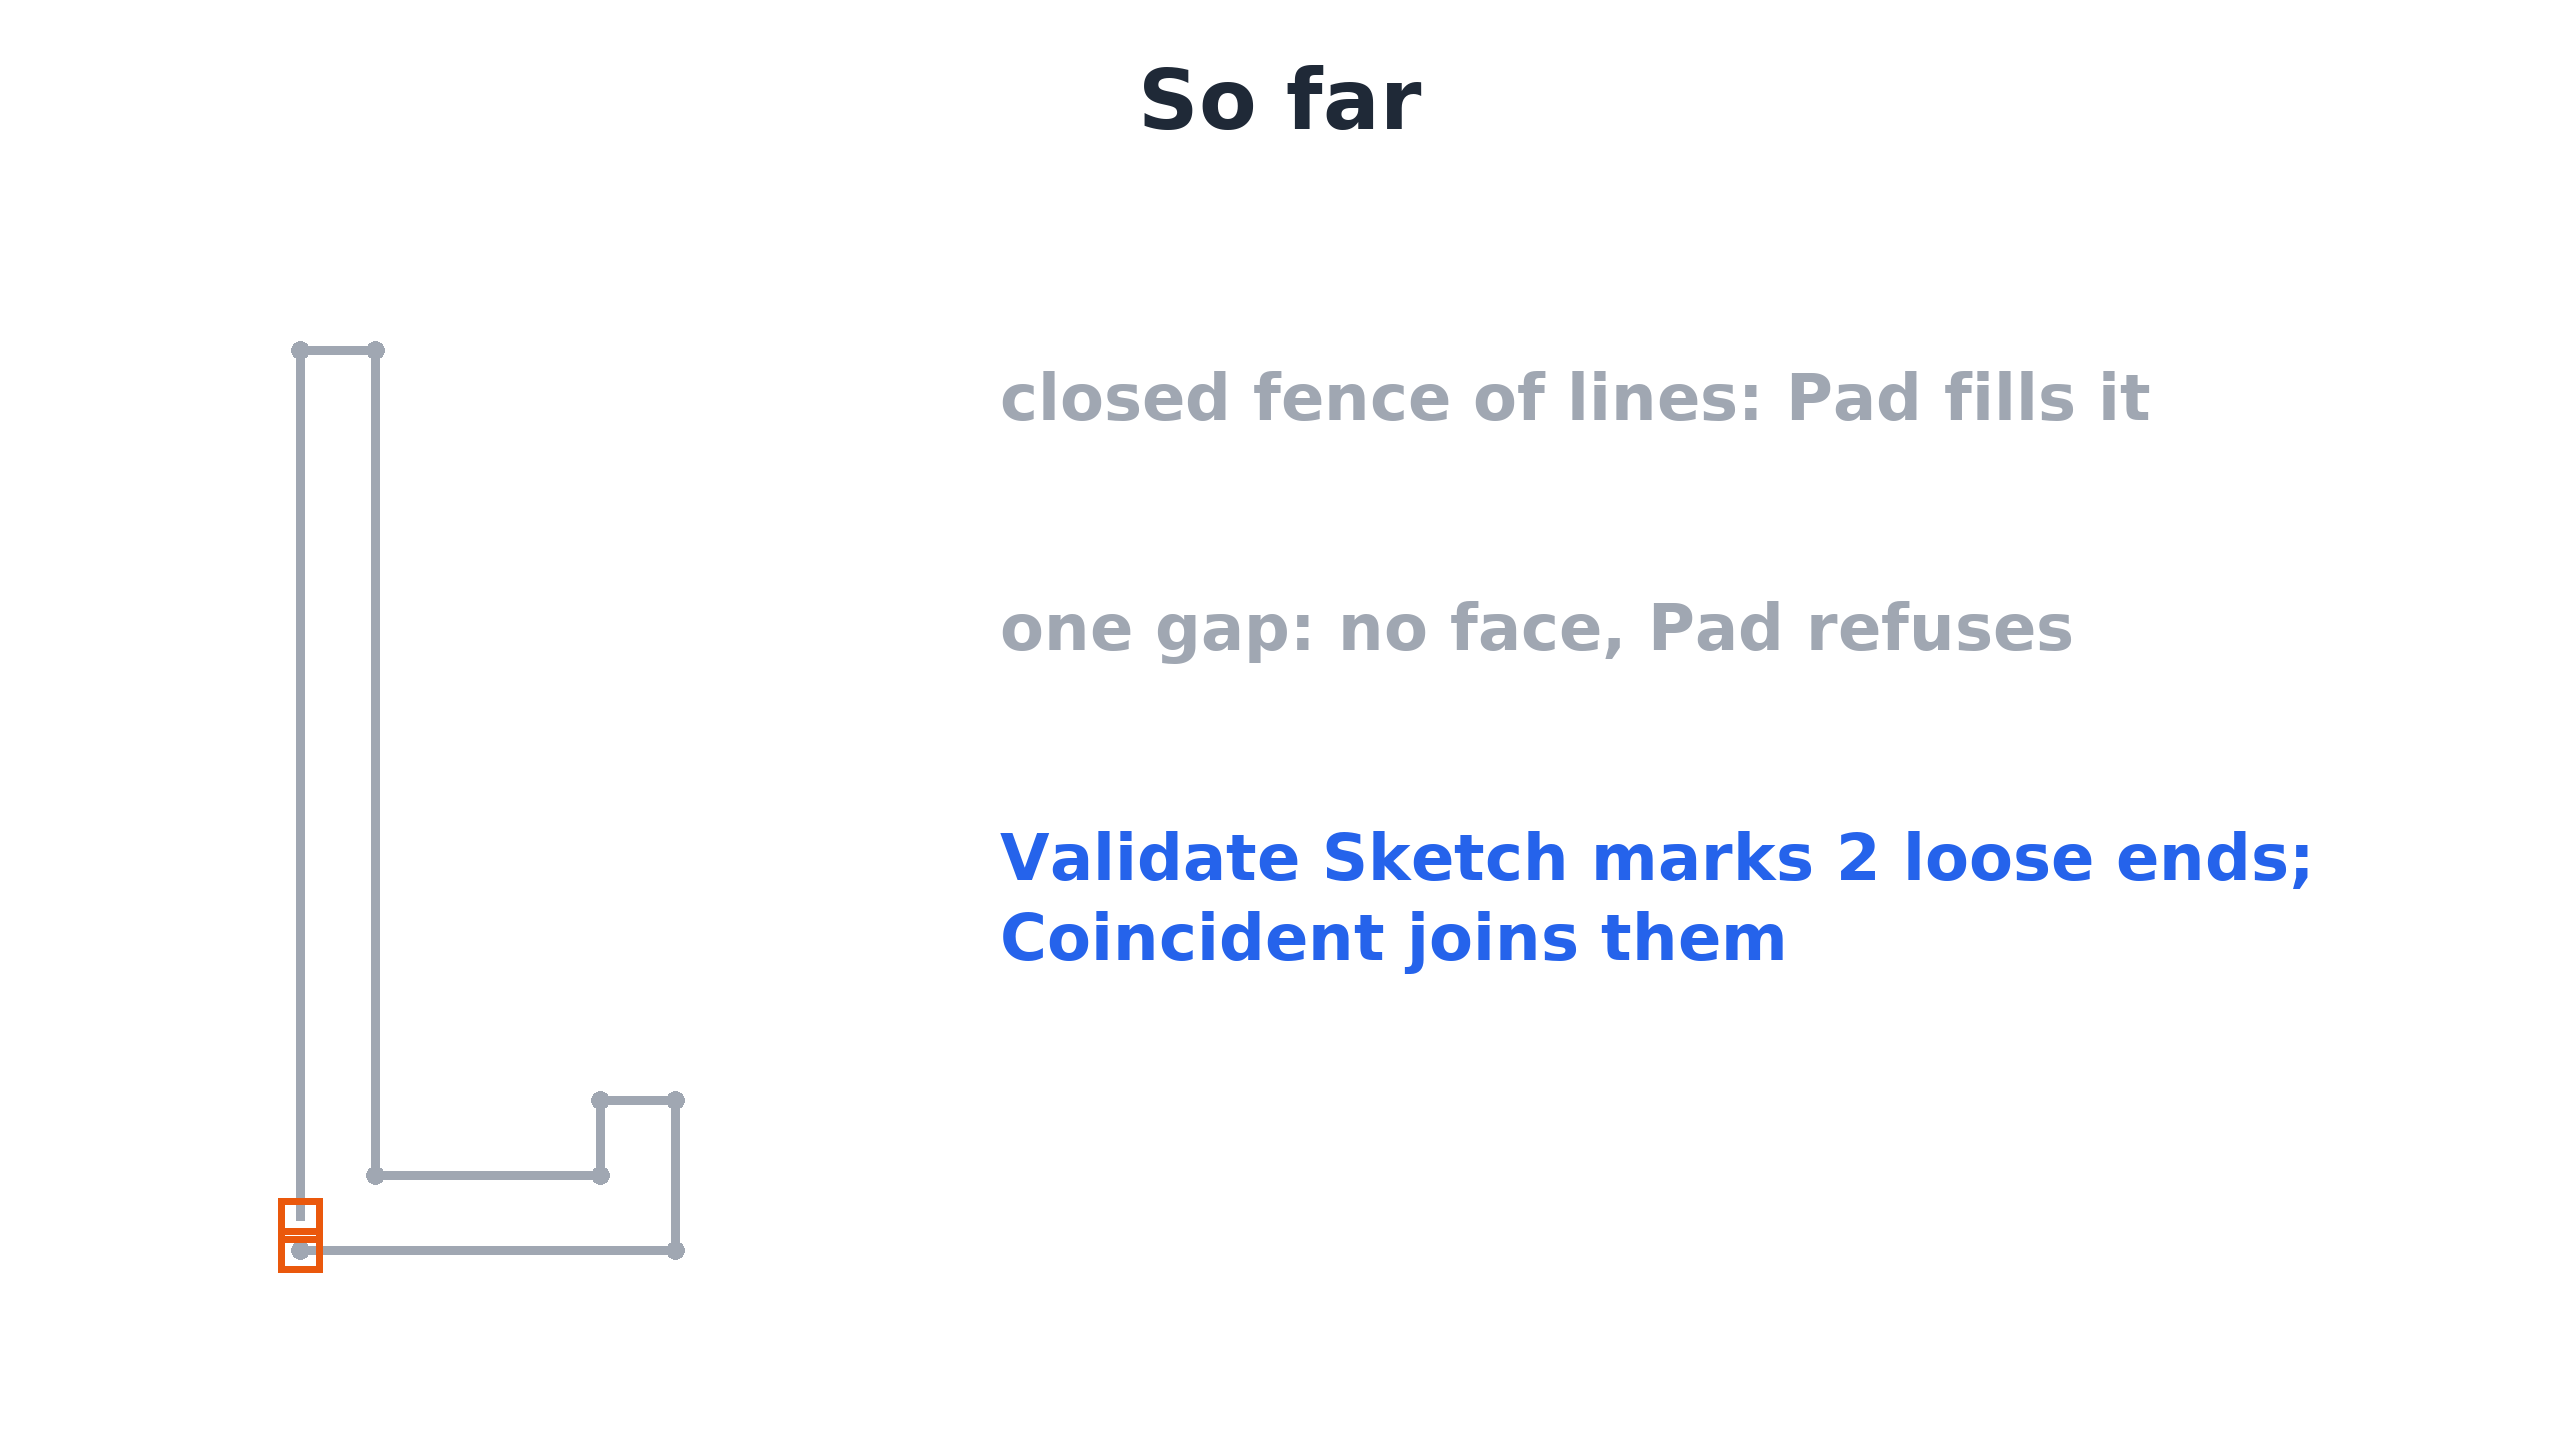 So far
closed fence of lines: Pad fills it
one gap: no face, Pad refuses
Validate Sketch marks 2 loose ends;
Coincident joins them